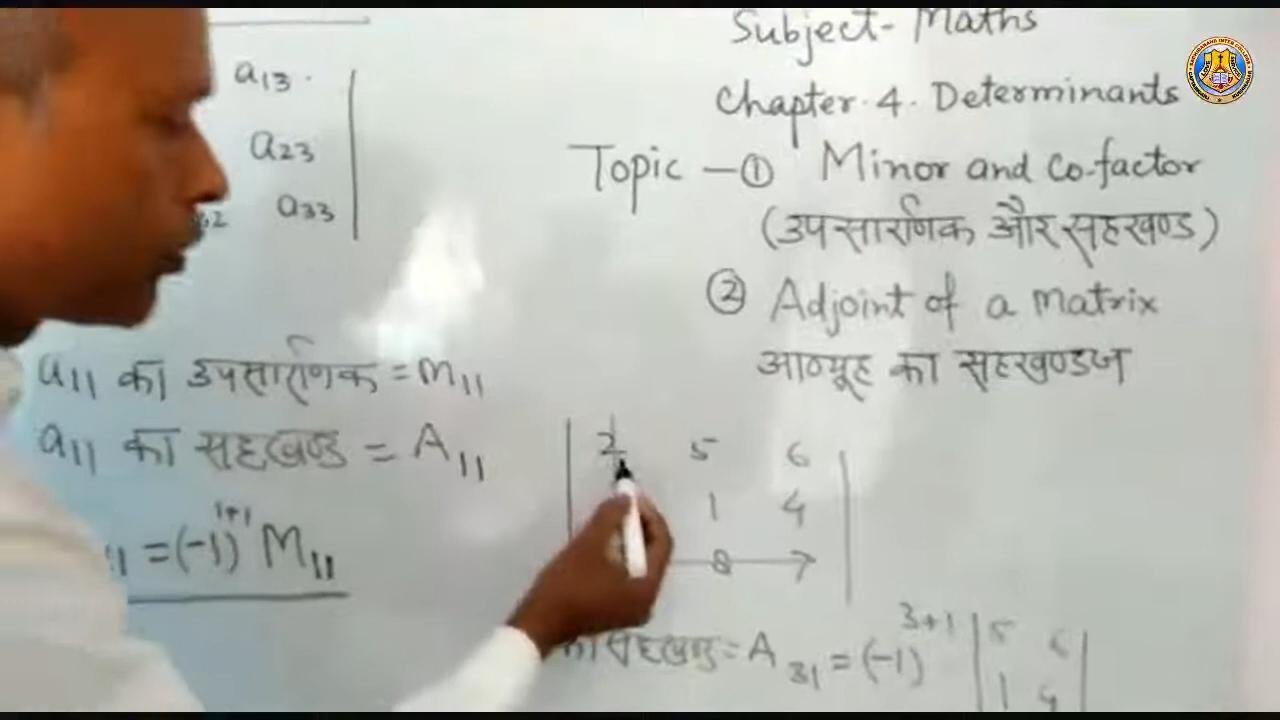 Subject- Maths
Chapter. 4. Determinants
Topic - ① Minor and Co-factor
(उपसारणिक और सहखण्ड)
② Adjoint of a Matrix
आव्यूह का सहखण्डज
a13
a23
a33
a11 का उपसारणिक = M11
a11 का सहखण्ड = A11
11 = (-1)^1+1 M11
2 5 6
1 4
8 7
का सहखण्ड = A31 = (-1)^3+1 | 5 6
1 4 |